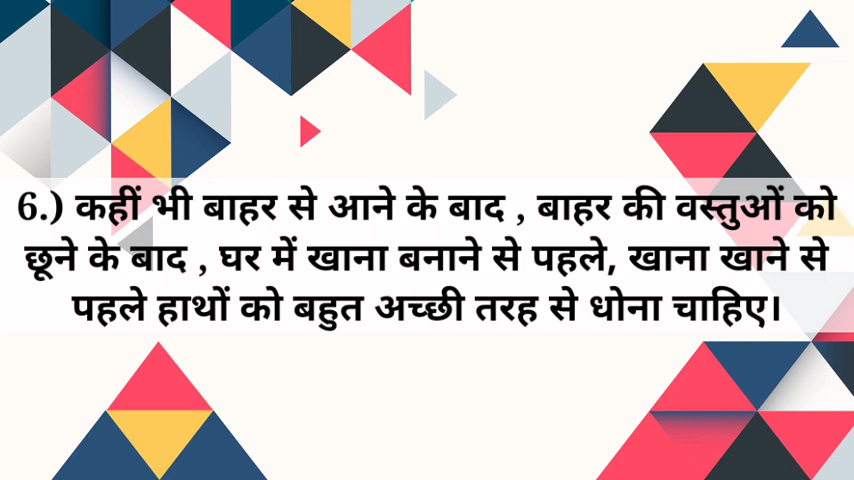 6.) कहीं भी बाहर से आने के बाद , बाहर की वस्तुओं को
छूने के बाद , घर में खाना बनाने से पहले, खाना खाने से
पहले हाथों को बहुत अच्छी तरह से धोना चाहिए।